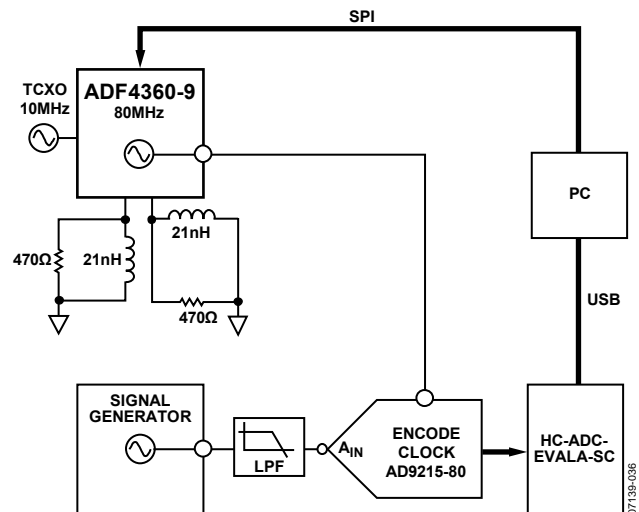 SPI
TCXO
10MHz
ADF4360-9
80MHz
PC
21nH
470Ω
21nH
470Ω
USB
SIGNAL
GENERATOR
LPF
AIN
ENCODE
CLOCK
AD9215-80
HC-ADC-
EVALA-SC
07139-036